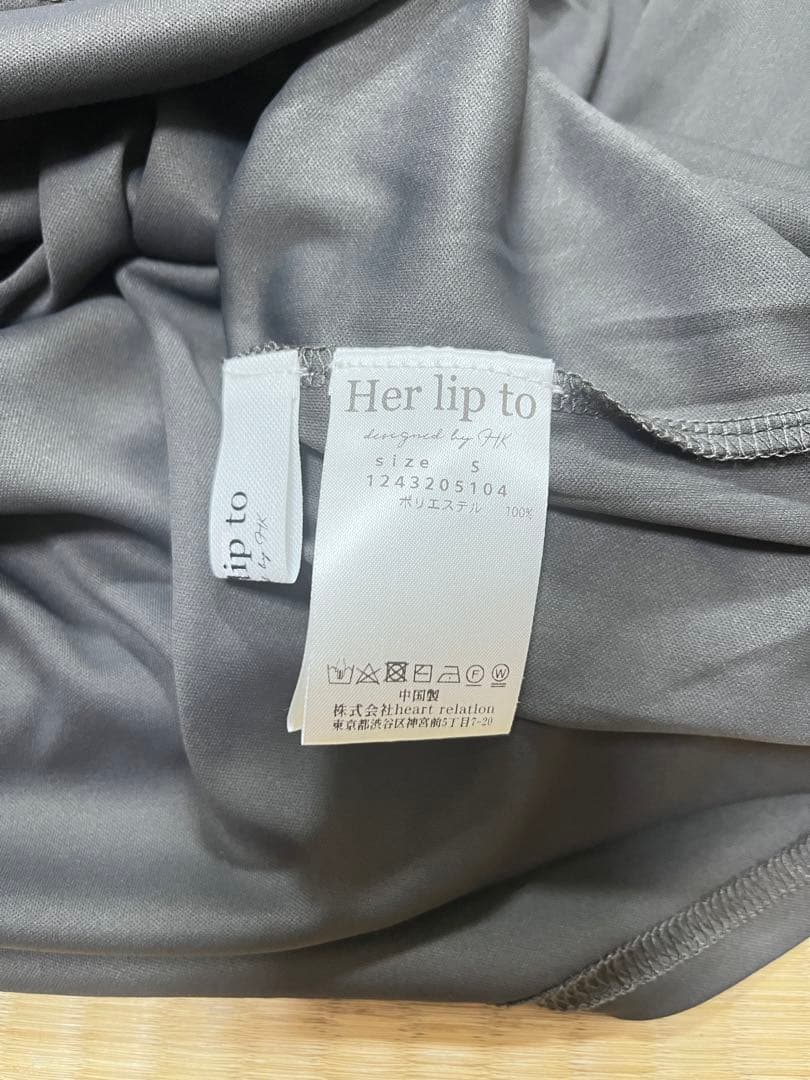 Her lip to
designed by HK
size S
1243205104
ポリエステル 100%
F W
中国製
株式会社heart relation
東京都渋谷区神宮前5丁目7-20
lip to
by HK